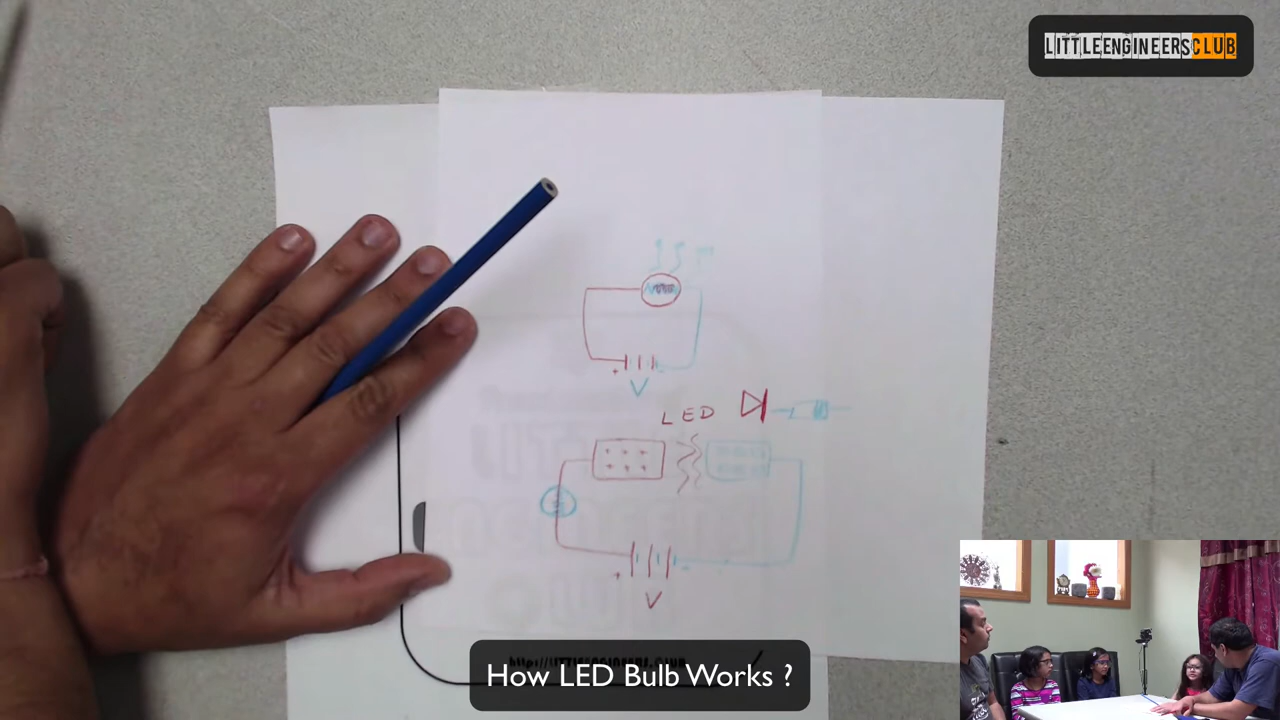 LITTLEENGINEERSCLUB
+
V
LED
+
-
V
How LED Bulb Works ?